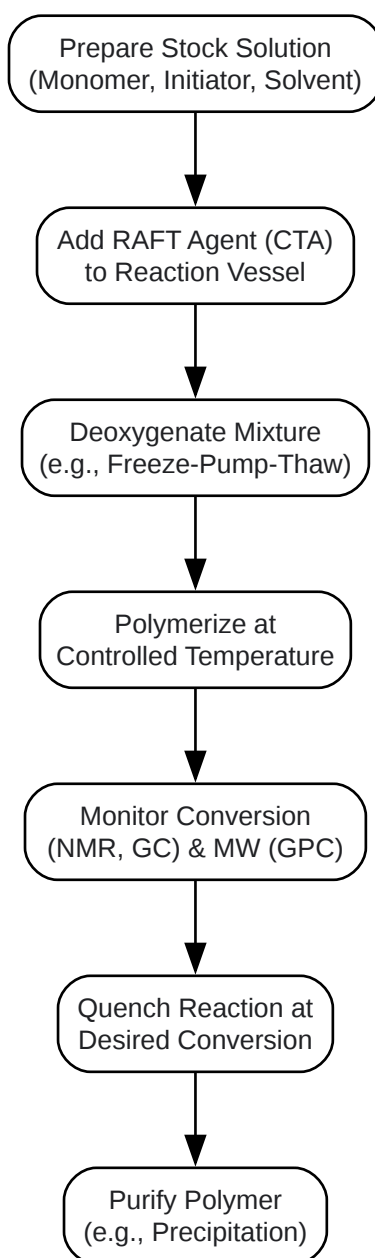 Prepare Stock Solution
(Monomer, Initiator, Solvent)
Add RAFT Agent (CTA)
to Reaction Vessel
Deoxygenate Mixture
(e.g., Freeze-Pump-Thaw)
Polymerize at
Controlled Temperature
Monitor Conversion
(NMR, GC) & MW (GPC)
Quench Reaction at
Desired Conversion
Purify Polymer
(e.g., Precipitation)